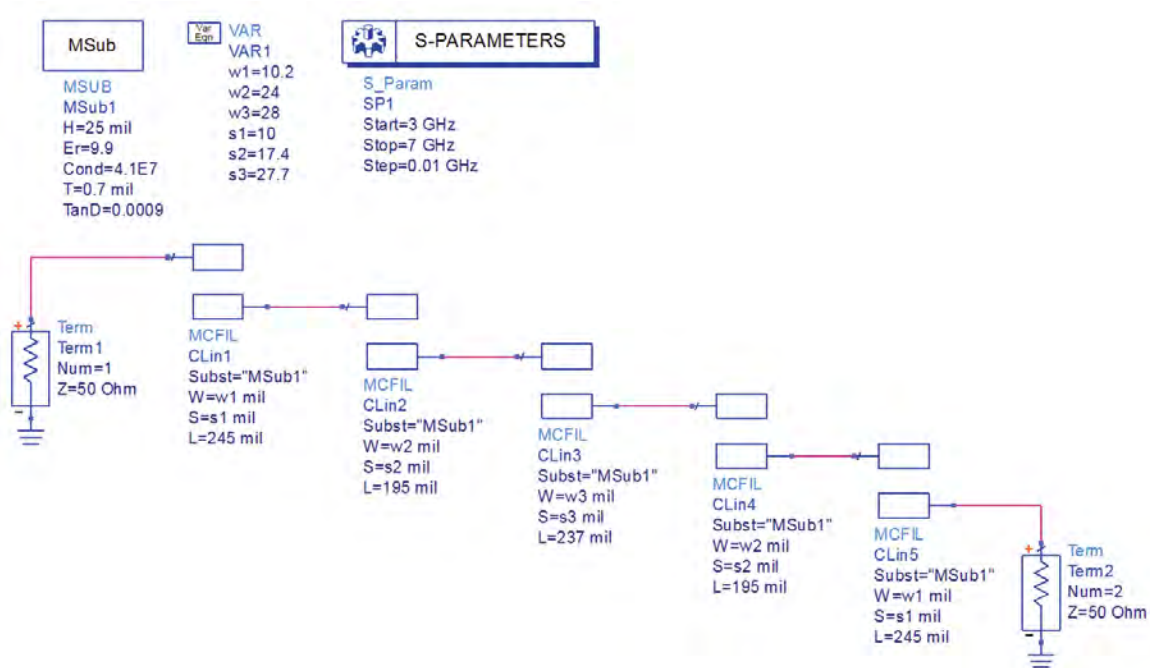 MSub
MSUB
MSub1
H=25 mil
Er=9.9
Cond=4.1E7
T=0.7 mil
TanD=0.0009
Var
Eqn
VAR
VAR1
w1=10.2
w2=24
w3=28
s1=10
s2=17.4
s3=27.7
S-PARAMETERS
S_Param
SP1
Start=3 GHz
Stop=7 GHz
Step=0.01 GHz
+
Term
Term1
Num=1
Z=50 Ohm
-
MCFIL
CLin1
Subst="MSub1"
W=w1 mil
S=s1 mil
L=245 mil
MCFIL
CLin2
Subst="MSub1"
W=w2 mil
S=s2 mil
L=195 mil
MCFIL
CLin3
Subst="MSub1"
W=w3 mil
S=s3 mil
L=237 mil
MCFIL
CLin4
Subst="MSub1"
W=w2 mil
S=s2 mil
L=195 mil
MCFIL
CLin5
Subst="MSub1"
W=w1 mil
S=s1 mil
L=245 mil
+
Term
Term2
Num=2
Z=50 Ohm
-